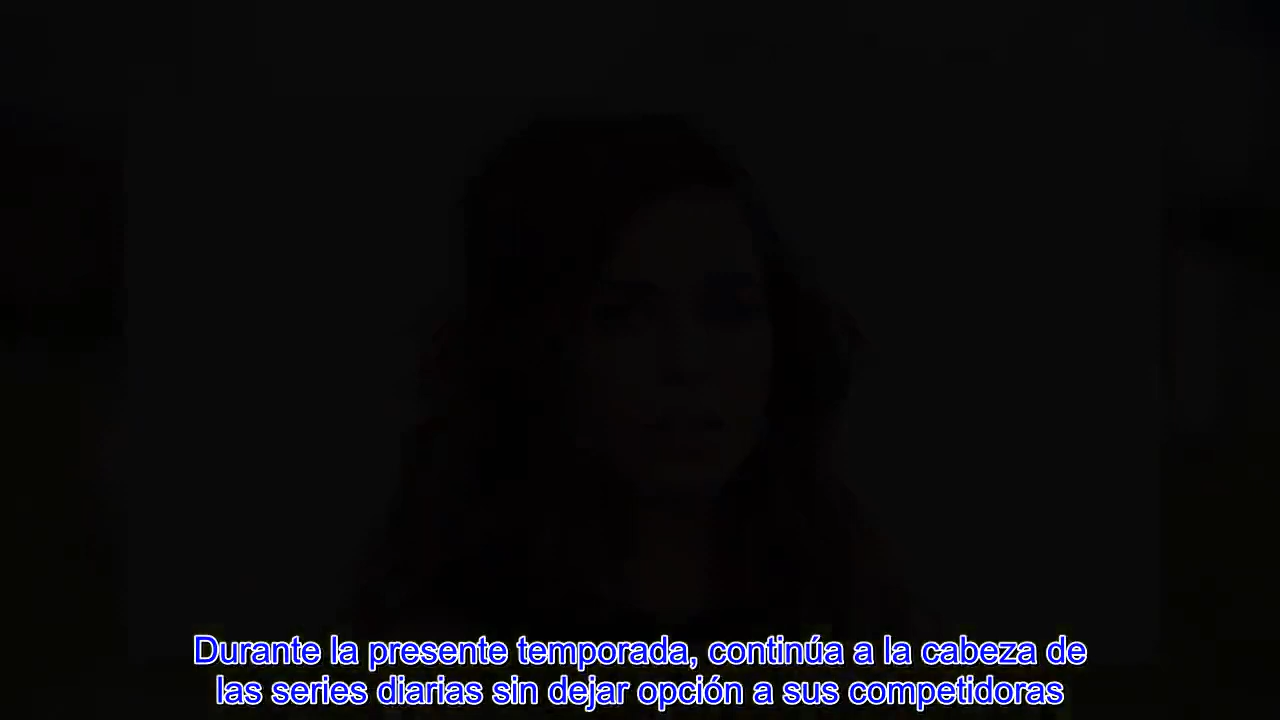 Durante la presente temporada, continúa a la cabeza de
las series diarias sin dejar opción a sus competidoras